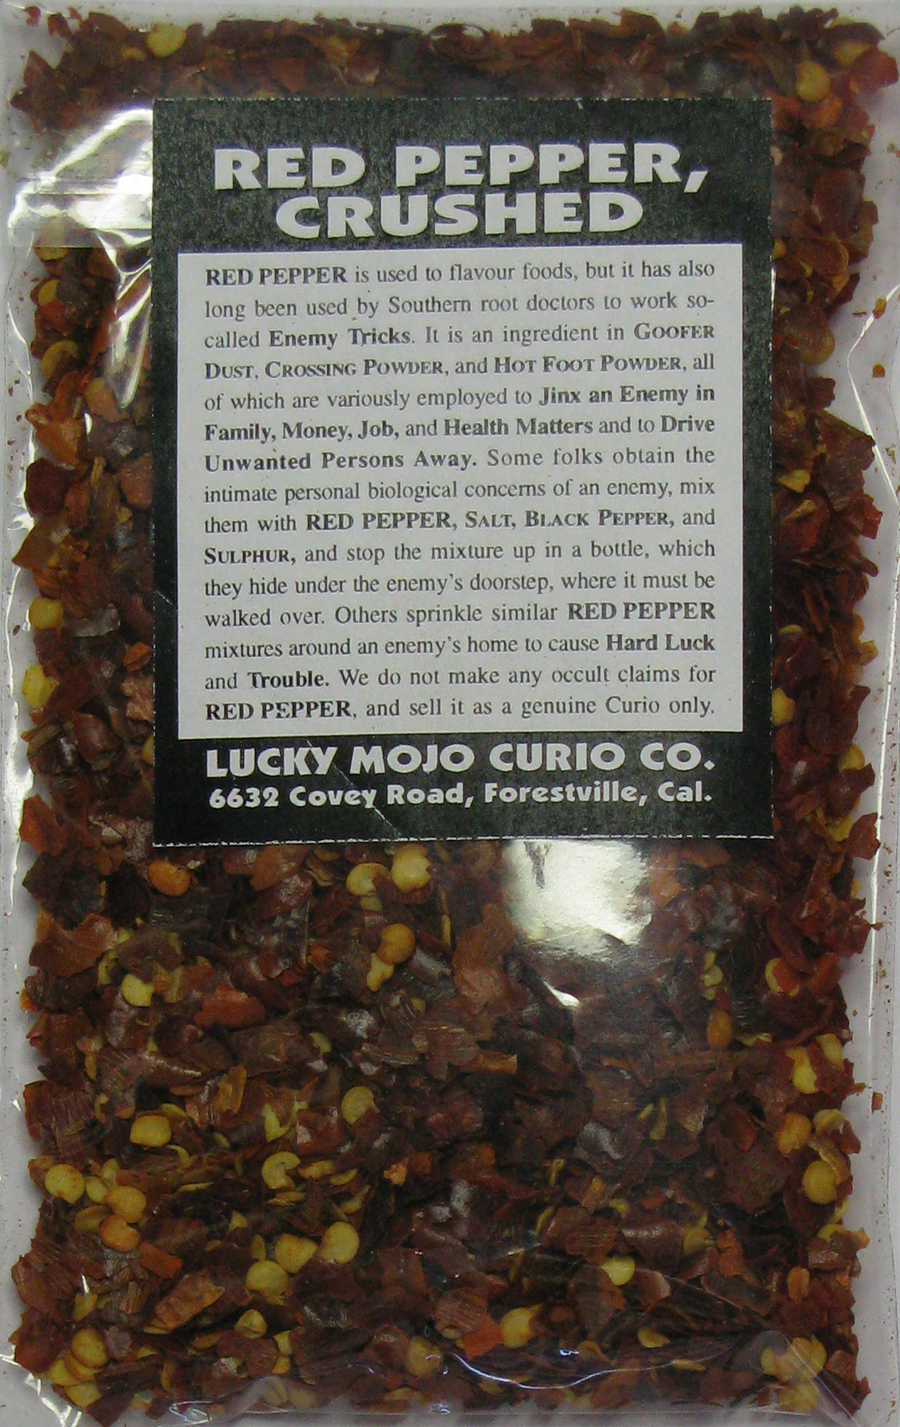 RED PEPPER,
CRUSHED
RED PEPPER is used to flavour foods, but it has also
long been used by Southern root doctors to work so-
called Enemy Tricks. It is an ingredient in GOOFER
DUST, CROSSING POWDER, and HOT FOOT POWDER, all
of which are variously employed to Jinx an Enemy in
Family, Money, Job, and Health Matters and to Drive
Unwanted Persons Away. Some folks obtain the
intimate personal biological concerns of an enemy, mix
them with RED PEPPER, SALT, BLACK PEPPER, and
SULPHUR, and stop the mixture up in a bottle, which
they hide under the enemy's doorstep, where it must be
walked over. Others sprinkle similar RED PEPPER
mixtures around an enemy's home to cause Hard Luck
and Trouble. We do not make any occult claims for
RED PEPPER, and sell it as a genuine Curio only.
LUCKY MOJO CURIO CO.
6632 Covey Road, Forestville, Cal.